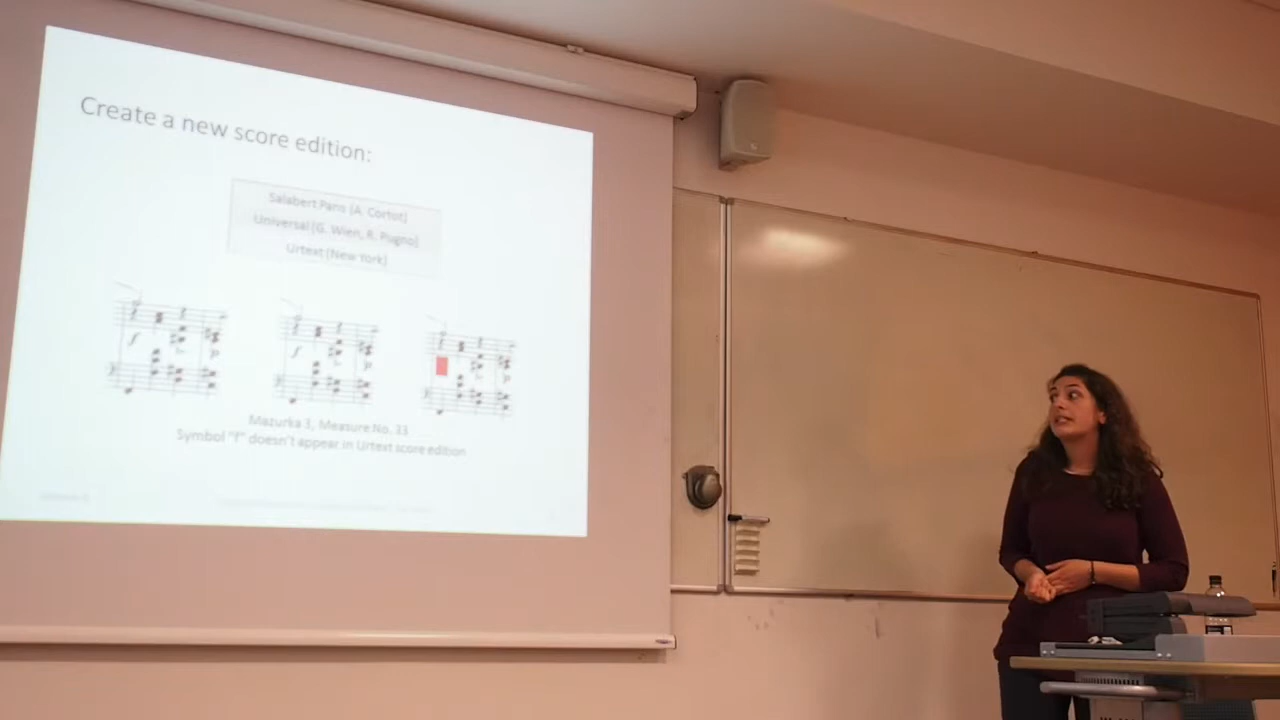 Create a new score edition:
Salabert Paris (A. Cortot)
Universal (G. Wien, R. Pugno)
Urtext (New York)
f
f
p
p
p
Mazurka 3, Measure No. 33
Symbol "f" doesn't appear in Urtext score edition